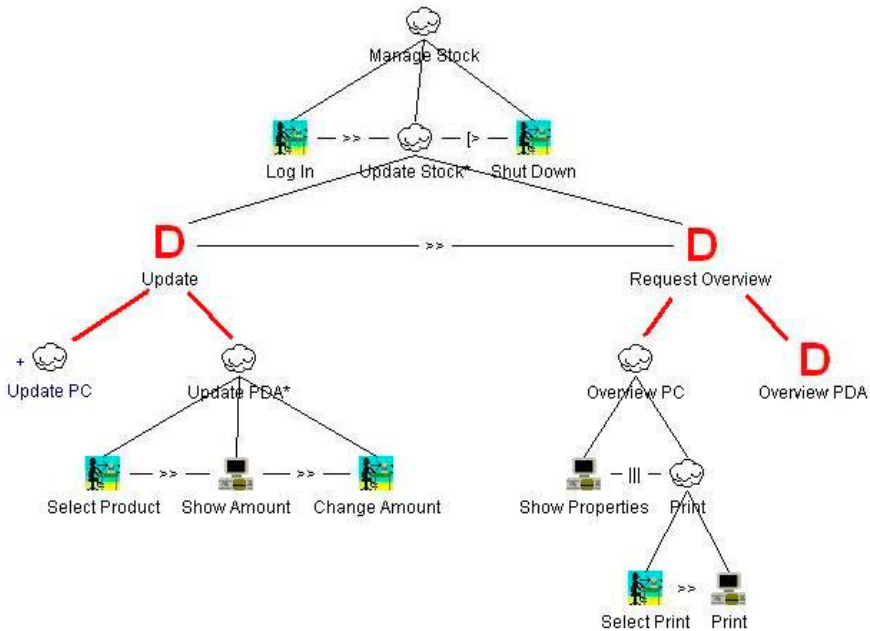 Manage Stock
>> [>
Log In Update Stock* Shut Down
D >> D
Update Request Overview
+ D
Update PC Update PDA* Overview PC Overview PDA
>> >> |||
Select Product Show Amount Change Amount Show Properties Print
>>
Select Print Print